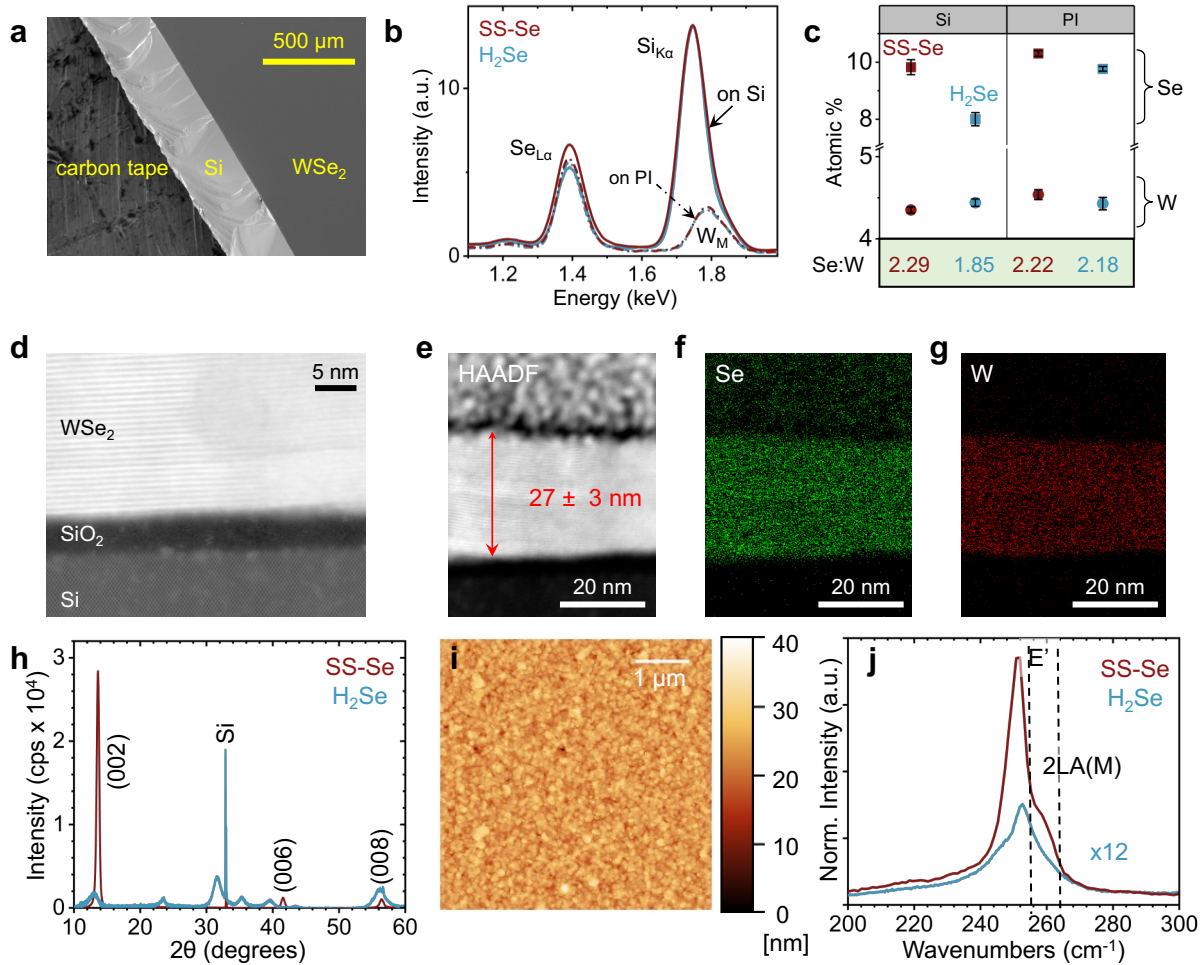 a
500 µm
carbon tape
Si
WSe₂
b
SS-Se
H₂Se
Si_Kα
on Si
Se_Lα
on PI
W_M
Intensity (a.u.)
10
0
1.2 1.4 1.6 1.8
Energy (keV)
c
Si PI
SS-Se
H₂Se
Se
W
Atomic %
10
8
5
4
Se:W 2.29 1.85 2.22 2.18
d
5 nm
WSe₂
SiO₂
Si
e
HAADF
27 ± 3 nm
20 nm
f
Se
20 nm
g
W
20 nm
h
SS-Se
H₂Se
(002)
Si
(006)
(008)
Intensity (cps x 10⁴)
3
2
1
0
10 20 30 40 50 60
2θ (degrees)
i
1 µm
40
30
20
10
0
[nm]
j
E'
SS-Se
H₂Se
2LA(M)
x12
Norm. Intensity (a.u.)
200 220 240 260 280 300
Wavenumbers (cm⁻¹)